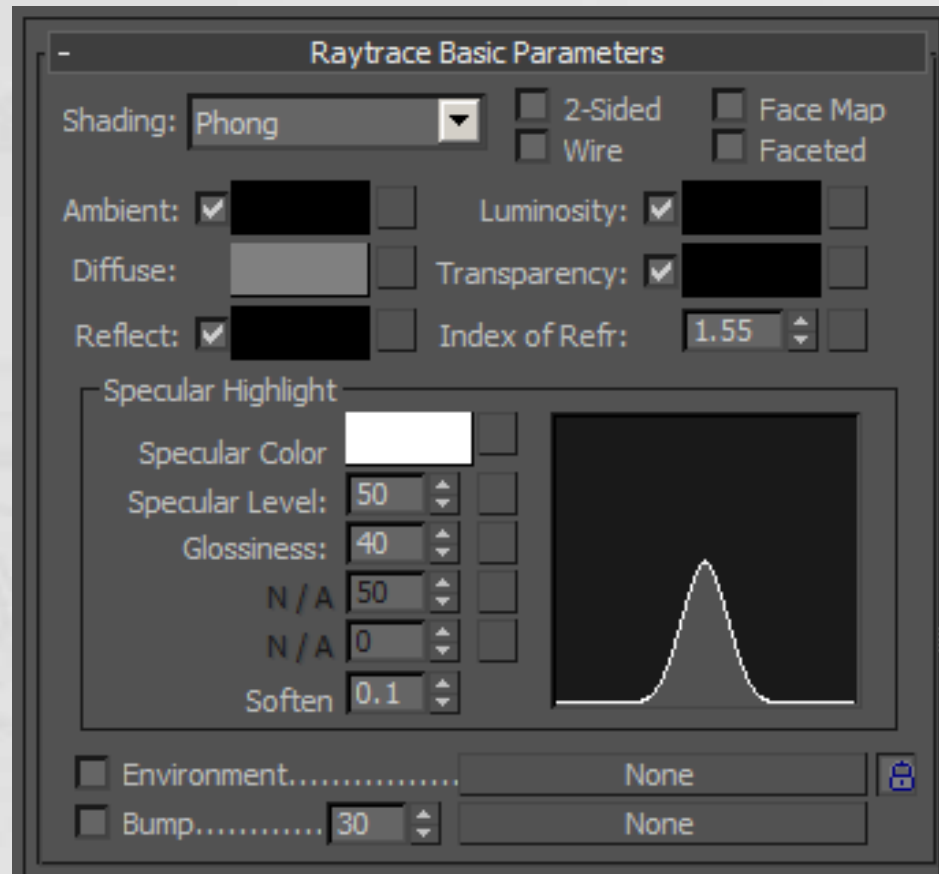 - Raytrace Basic Parameters
Shading: Phong 2-Sided Face Map
Wire Faceted
Ambient: Luminosity:
Diffuse: Transparency:
Reflect: Index of Refr: 1.55
Specular Highlight
Specular Color
Specular Level: 50
Glossiness: 40
N / A 50
N / A 0
Soften 0.1
Environment................ None
Bump............ 30 None